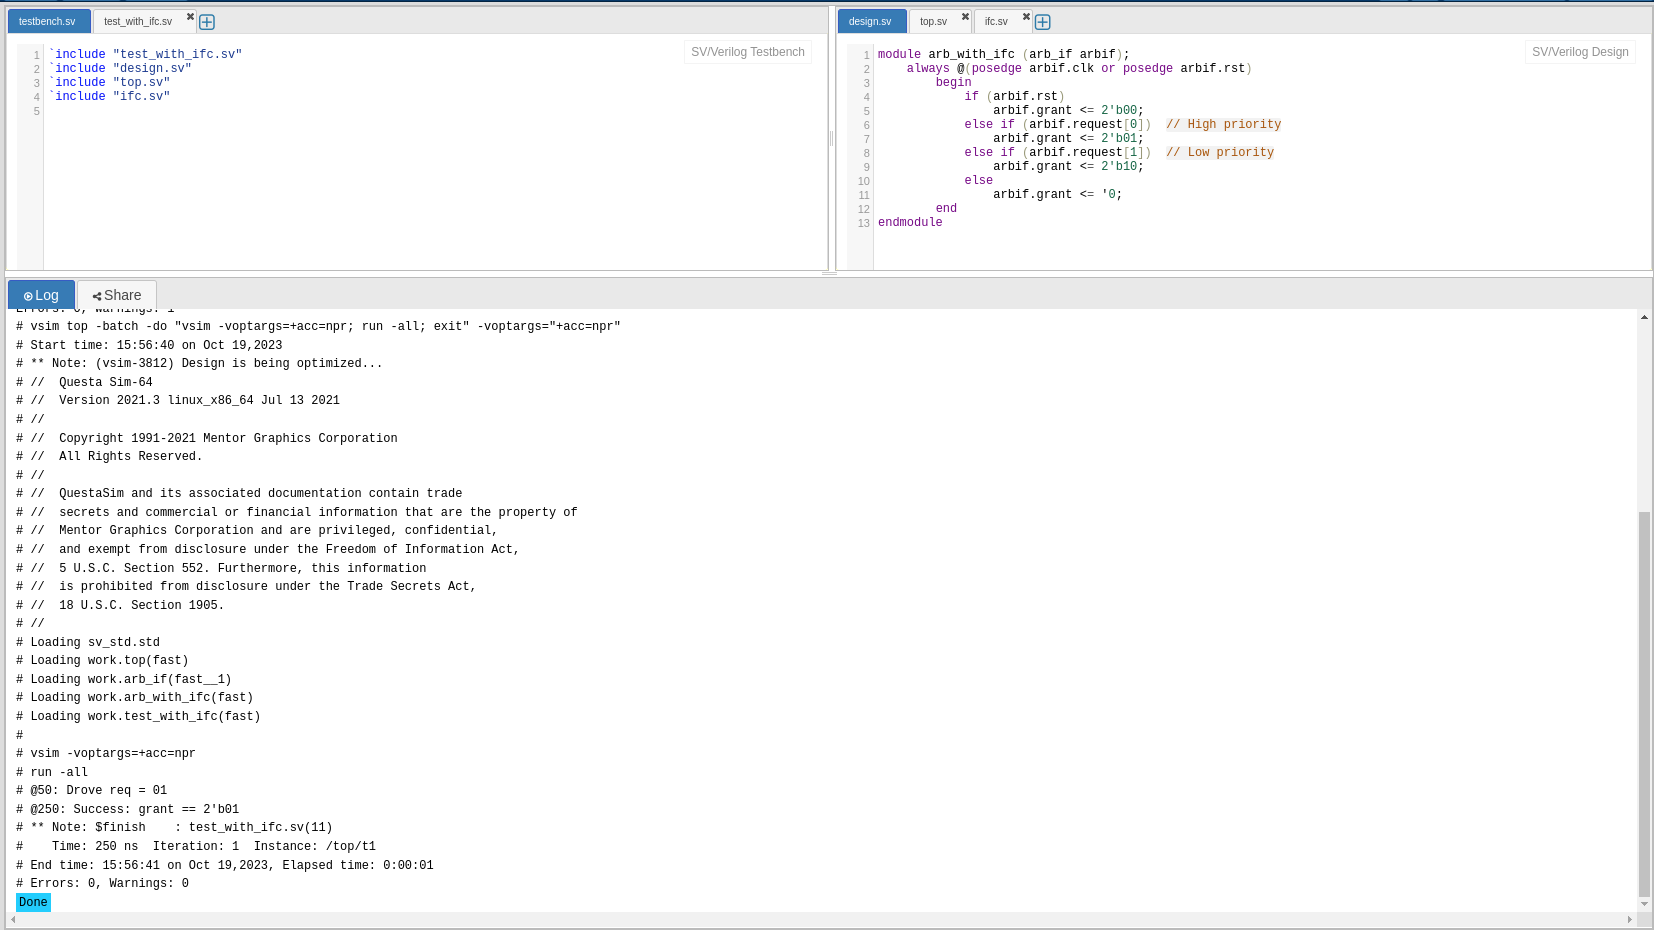 testbench.sv
test_with_ifc.sv
SV/Verilog Testbench
1 `include "test_with_ifc.sv"
2 `include "design.sv"
3 `include "top.sv"
4 `include "ifc.sv"
5
design.sv
top.sv
ifc.sv
SV/Verilog Design
1 module arb_with_ifc (arb_if arbif);
2 always @(posedge arbif.clk or posedge arbif.rst)
3 begin
4 if (arbif.rst)
5 arbif.grant <= 2'b00;
6 else if (arbif.request[0]) // High priority
7 arbif.grant <= 2'b01;
8 else if (arbif.request[1]) // Low priority
9 arbif.grant <= 2'b10;
10 else
11 arbif.grant <= '0;
12 end
13 endmodule
Log
Share
Errors: 0, Warnings: 1
# vsim top -batch -do "vsim -voptargs=+acc=npr; run -all; exit" -voptargs="+acc=npr"
# Start time: 15:56:40 on Oct 19,2023
# ** Note: (vsim-3812) Design is being optimized...
# // Questa Sim-64
# // Version 2021.3 linux_x86_64 Jul 13 2021
# //
# // Copyright 1991-2021 Mentor Graphics Corporation
# // All Rights Reserved.
# //
# // QuestaSim and its associated documentation contain trade
# // secrets and commercial or financial information that are the property of
# // Mentor Graphics Corporation and are privileged, confidential,
# // and exempt from disclosure under the Freedom of Information Act,
# // 5 U.S.C. Section 552. Furthermore, this information
# // is prohibited from disclosure under the Trade Secrets Act,
# // 18 U.S.C. Section 1905.
# //
# Loading sv_std.std
# Loading work.top(fast)
# Loading work.arb_if(fast__1)
# Loading work.arb_with_ifc(fast)
# Loading work.test_with_ifc(fast)
#
# vsim -voptargs=+acc=npr
# run -all
# @50: Drove req = 01
# @250: Success: grant == 2'b01
# ** Note: $finish : test_with_ifc.sv(11)
# Time: 250 ns Iteration: 1 Instance: /top/t1
# End time: 15:56:41 on Oct 19,2023, Elapsed time: 0:00:01
# Errors: 0, Warnings: 0
Done